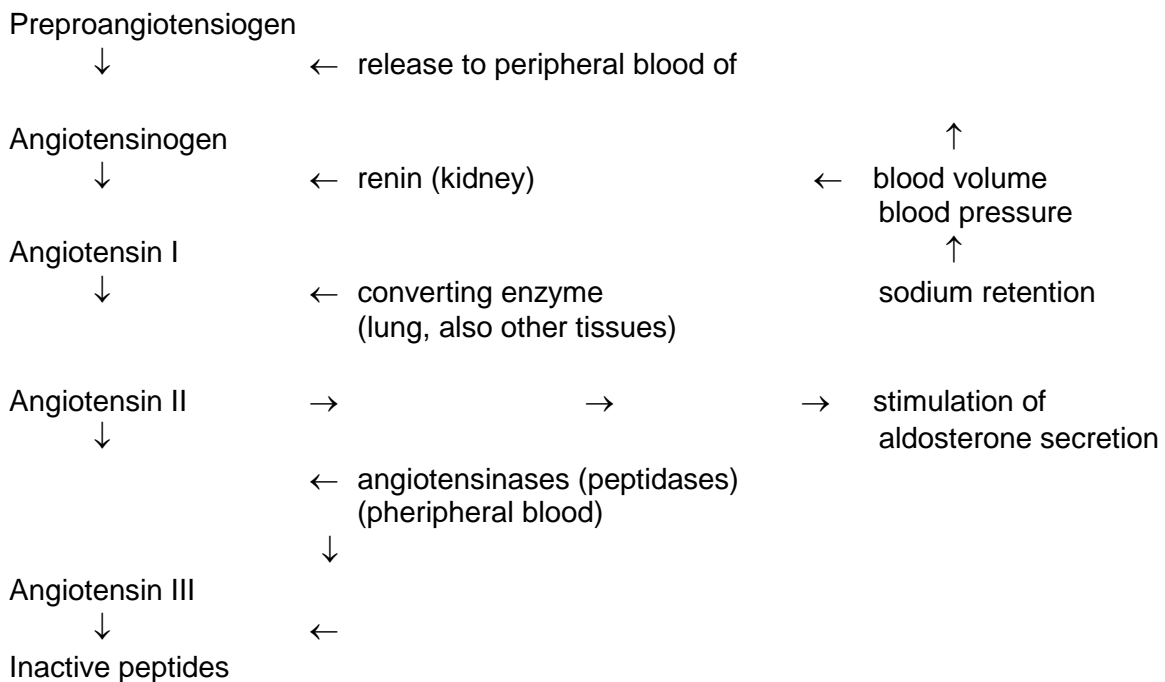 Preproangiotensiogen
↓ ← release to peripheral blood of
Angiotensinogen ↑
↓ ← renin (kidney) ← blood volume
blood pressure
Angiotensin I ↑
↓ ← converting enzyme sodium retention
(lung, also other tissues)
Angiotensin II → → → stimulation of
↓ aldosterone secretion
← angiotensinases (peptidases)
(pheripheral blood)
↓
Angiotensin III
↓ ←
Inactive peptides